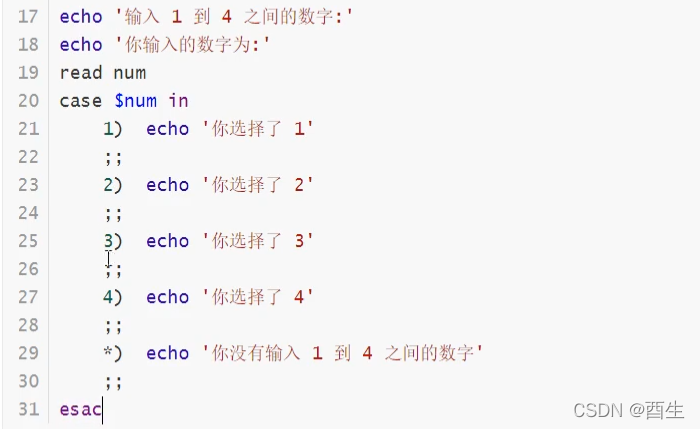 17 echo '输入 1 到 4 之间的数字:'
18 echo '你输入的数字为:'
19 read num
20 case $num in
21     1)  echo '你选择了 1'
22     ;;
23     2)  echo '你选择了 2'
24     ;;
25     3)  echo '你选择了 3'
26     ;;
27     4)  echo '你选择了 4'
28     ;;
29     *)  echo '你没有输入 1 到 4 之间的数字'
30     ;;
31 esac
CSDN @酉生